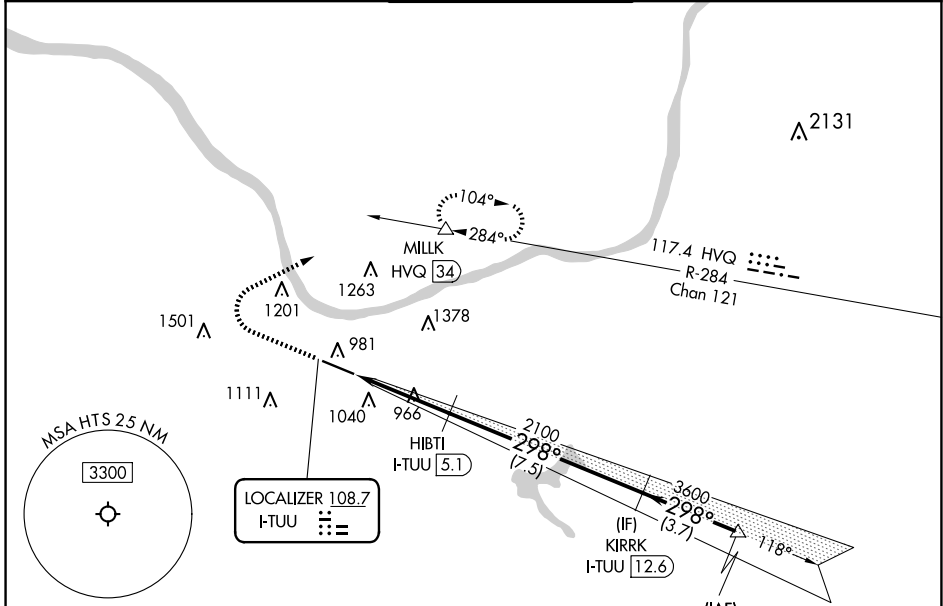 2131
104°
284°
MILLK
HVQ 34
117.4 HVQ
R-284
Chan 121
1263
1201
1501
1378
981
1111
1040
966
HIBTI
I-TUU 5.1
2100
298°
(7.5)
3600
298°
(3.7)
118°
(IF)
KIRRK
I-TUU 12.6
MSA HTS 25 NM
3300
LOCALIZER 108.7
I-TUU
(IAF)